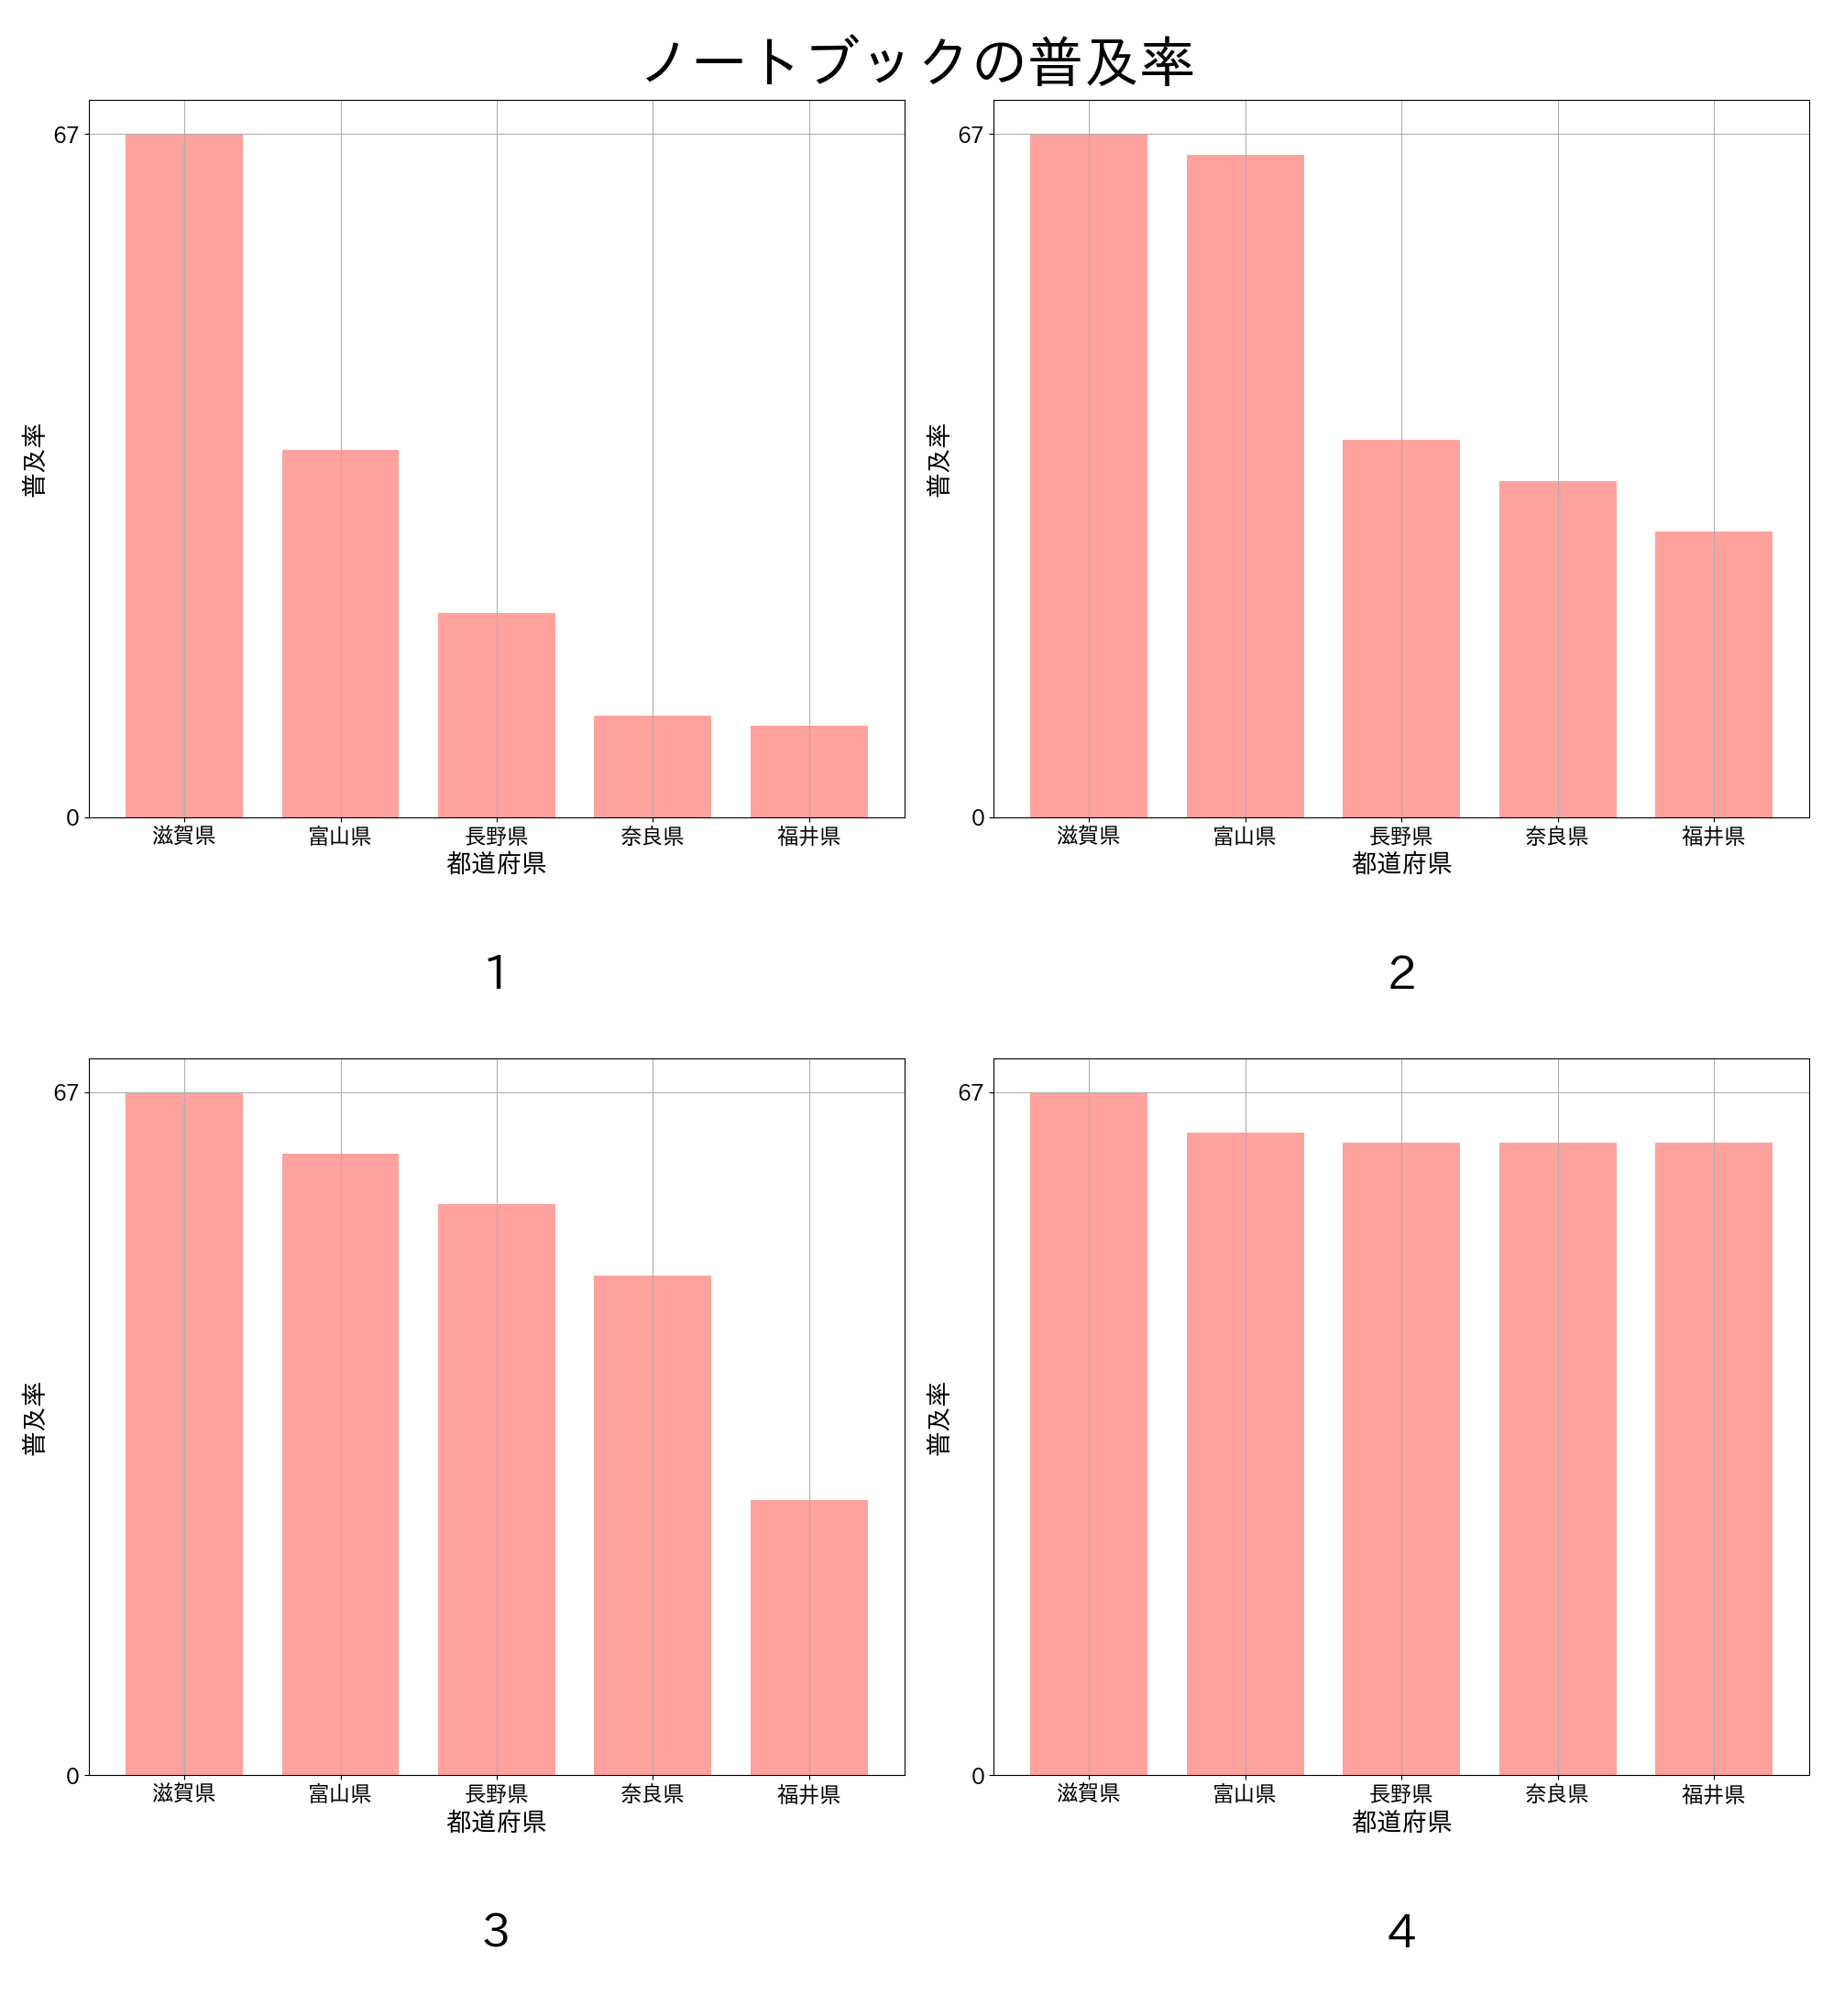 ノートブックの普及率
67
0
普及率
滋賀県 富山県 長野県 奈良県 福井県
都道府県
1
67
0
普及率
滋賀県 富山県 長野県 奈良県 福井県
都道府県
2
67
0
普及率
滋賀県 富山県 長野県 奈良県 福井県
都道府県
3
67
0
普及率
滋賀県 富山県 長野県 奈良県 福井県
都道府県
4